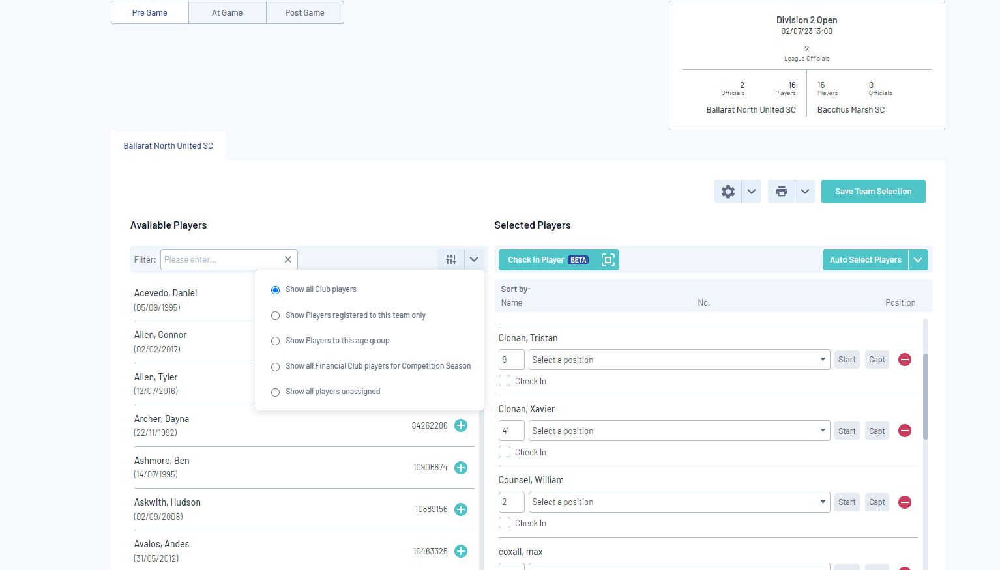 Pre Game
At Game
Post Game
Division 2 Open
02/07/23 13:00
2
League Officials
2
Officials
16
Players
16
Players
0
Officials
Ballarat North UnIted SC
Bacchus Marsh SC
Ballarat North UnIted SC
Save Team Selection
Available Players
Filter:
Please enter...
Show all Club players
Show Players registered to this team only
Show Players to this age group
Show all Financial Club players for Competition Season
Show all players unassigned
Acevedo, Daniel
(05/09/1995)
Allen, Connor
(02/02/2017)
Allen, Tyler
(12/07/2016)
Archer, Dayna
(22/11/1992)
84262286
Ashmore, Ben
(14/07/1995)
10906874
Askwith, Hudson
(02/09/2008)
10889156
Avalos, Andes
(31/05/2012)
10463325
Selected Players
Check In Player BETA
Auto Select Players
Sort by:
Name
No.
Position
Clonan, Tristan
9
Select a position
Start
Capt
Check In
Clonan, Xavier
41
Select a position
Start
Capt
Check In
Counsel, William
2
Select a position
Start
Capt
Check In
coxall, max